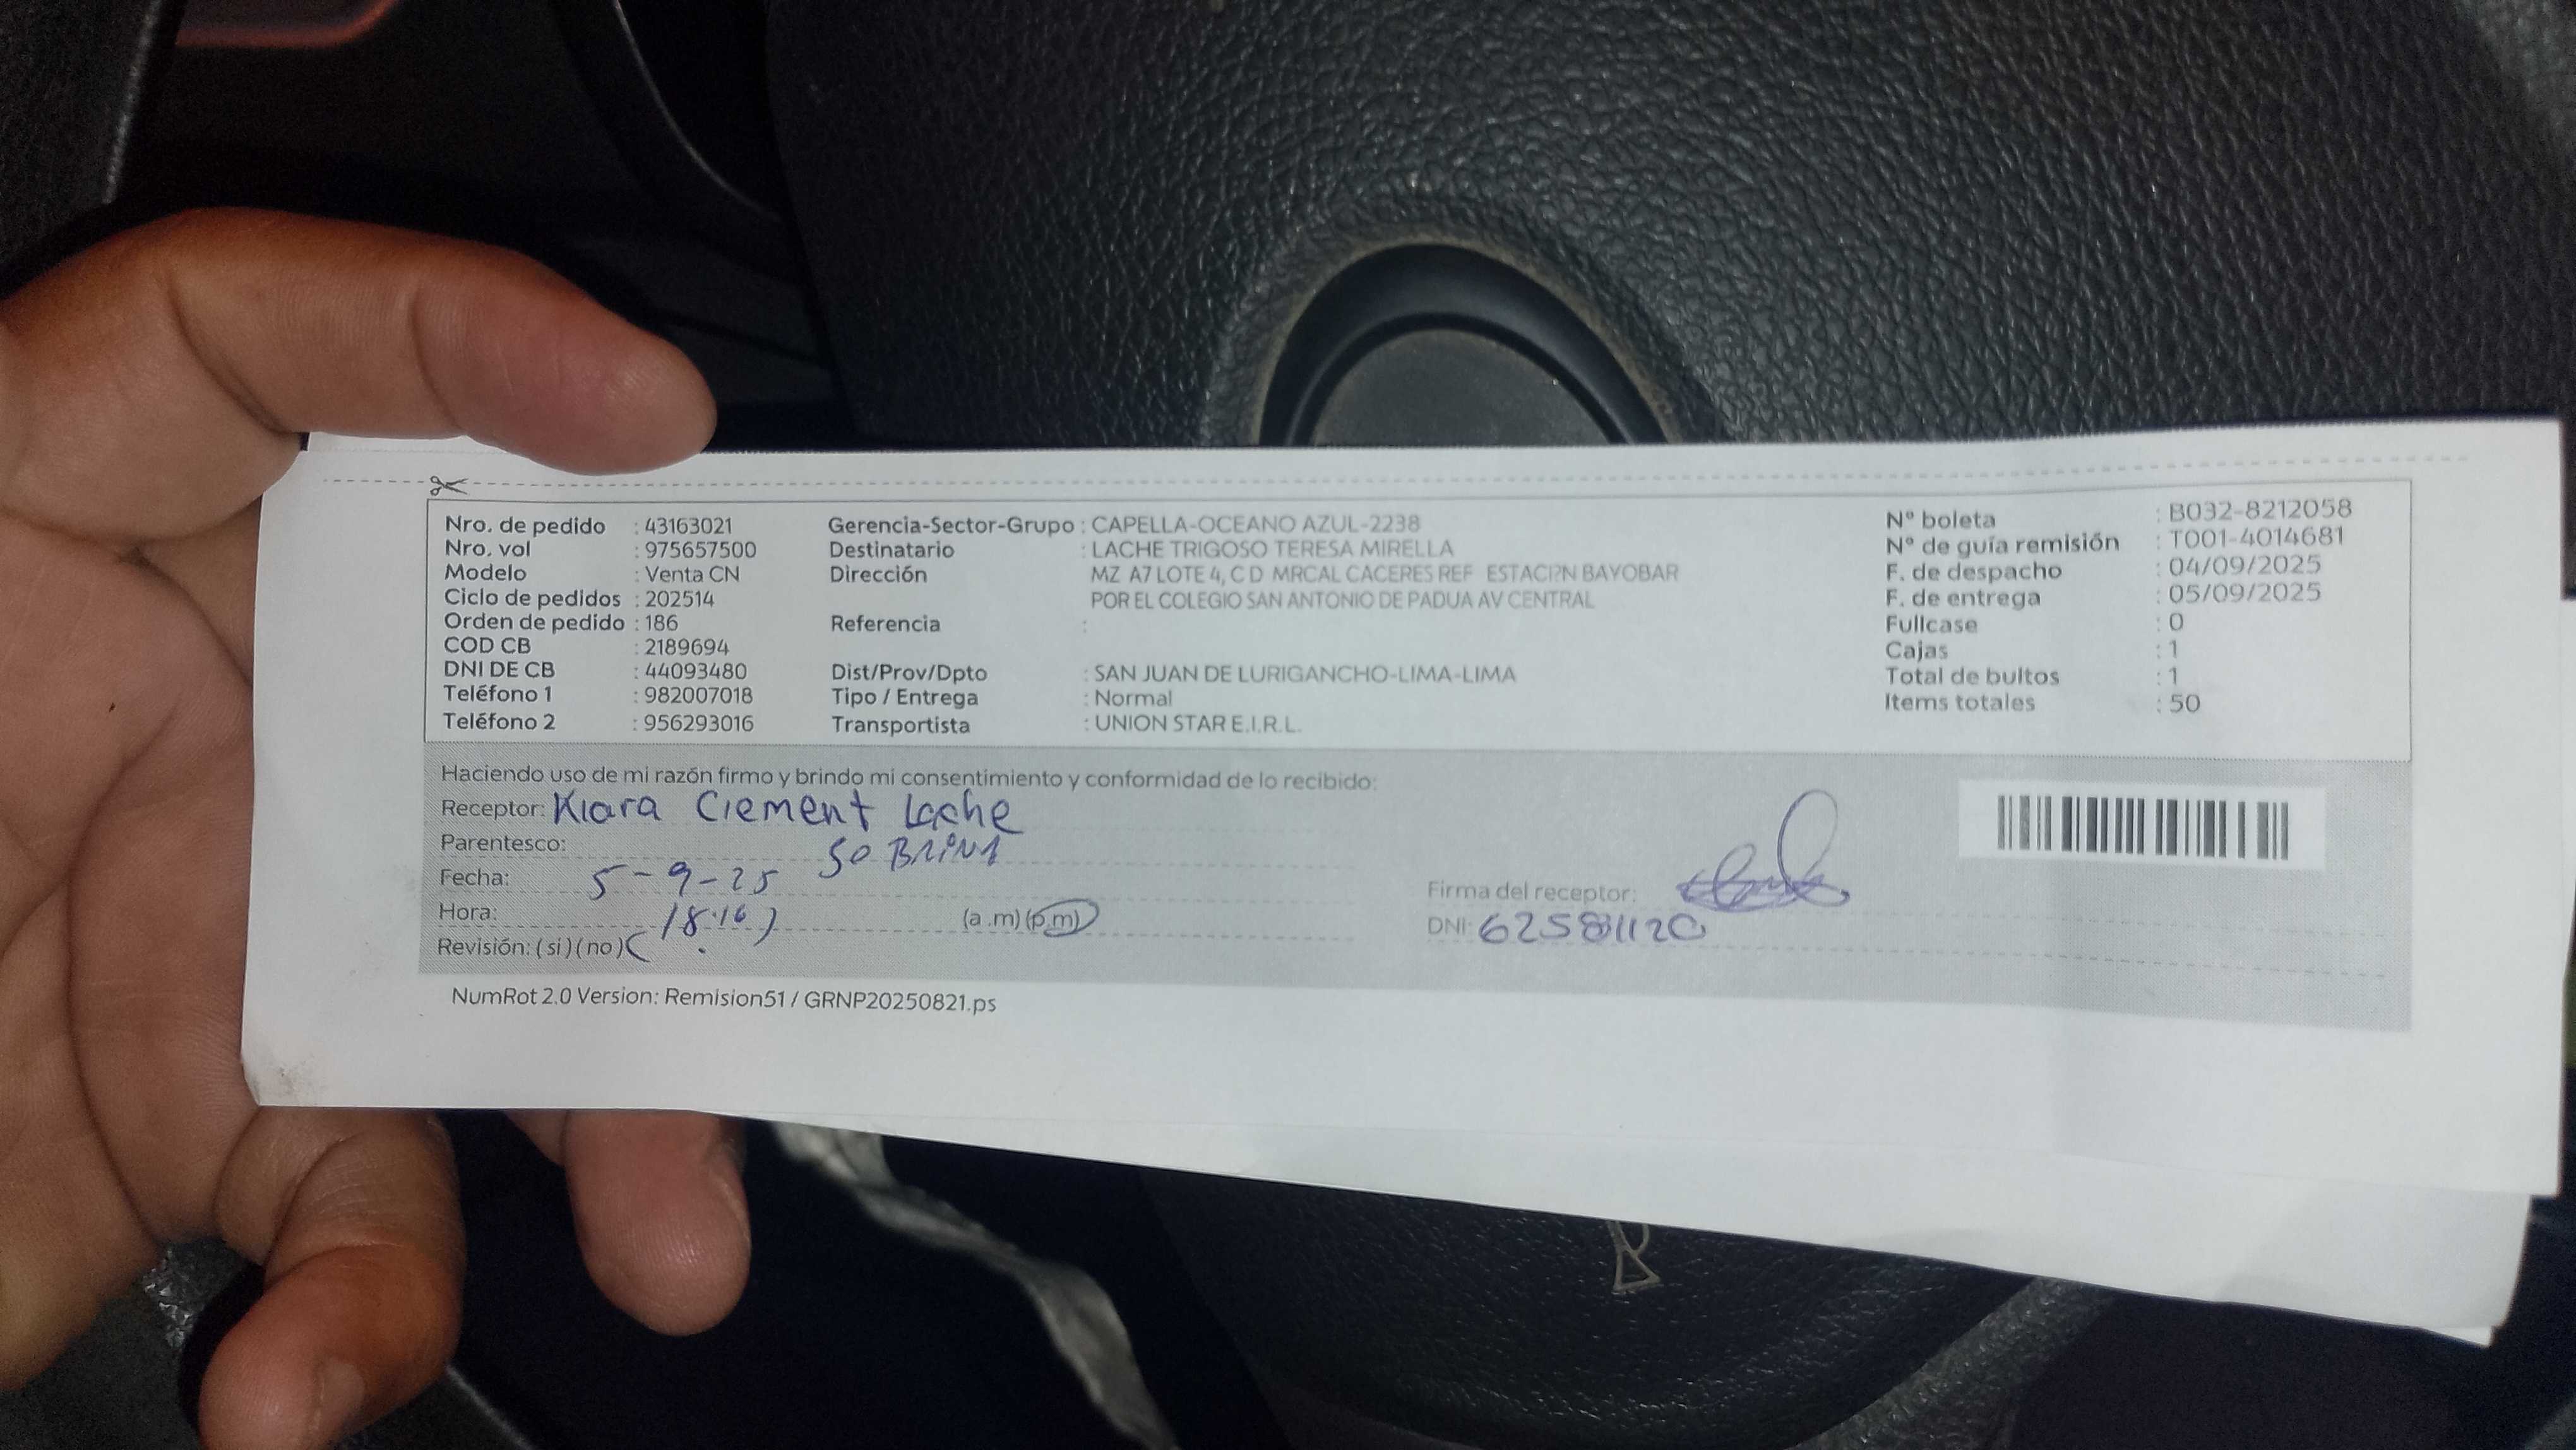 Nro. de pedido : 43163021
Nro. vol : 975657500
Modelo : Venta CN
Ciclo de pedidos : 202514
Orden de pedido : 186
COD CB : 2189694
DNI DE CB : 44093480
Teléfono 1 : 982007018
Teléfono 2 : 956293016
Gerencia-Sector-Grupo : CAPELLA-OCEANO AZUL-2238
Destinatario : LACHE TRIGOSO TERESA MIRELLA
Dirección MZ A7 LOTE 4, C D MRCAL CACERES REF ESTACI?N BAYOBAR
POR EL COLEGIO SAN ANTONIO DE PADUA AV CENTRAL
Referencia :
Dist/Prov/Dpto : SAN JUAN DE LURIGANCHO-LIMA-LIMA
Tipo / Entrega : Normal
Transportista : UNION STAR E.I.R.L.
N° boleta : B032-8212058
N° de guía remisión : T001-4014681
F. de despacho : 04/09/2025
F. de entrega : 05/09/2025
Fullcase : 0
Cajas : 1
Total de bultos : 1
Items totales : 50
Haciendo uso de mi razón firmo y brindo mi consentimiento y conformidad de lo recibido:
Receptor: Kiara Clement Lache
Parentesco: SOBRINA
Fecha: 5-9-25
Hora: 18:16 (a .m) (p.m)
Revisión: ( si ) ( no )
Firma del receptor:
DNI:
NumRot 2.0 Version: Remision51 / GRNP20250821.ps